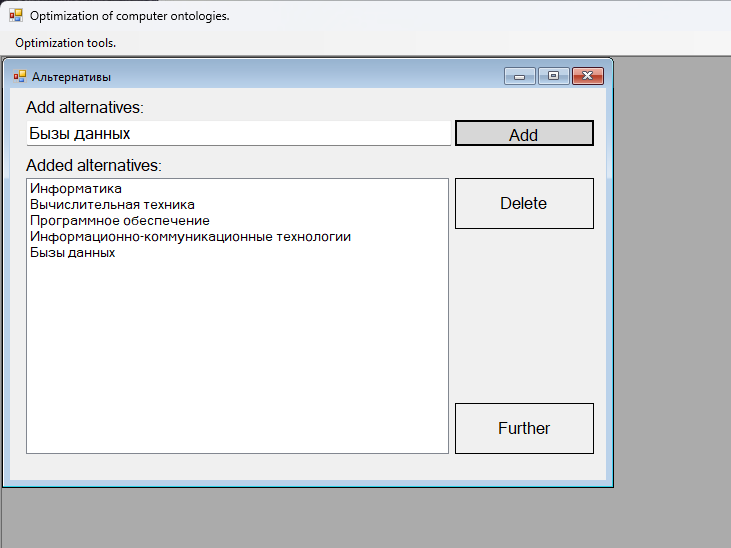 Optimization of computer ontologies.
Optimization tools.
Альтернативы
Add alternatives:
Бызы данных
Add
Added alternatives:
Информатика
Вычислительная техника
Программное обеспечение
Информационно-коммуникационные технологии
Бызы данных
Delete
Further